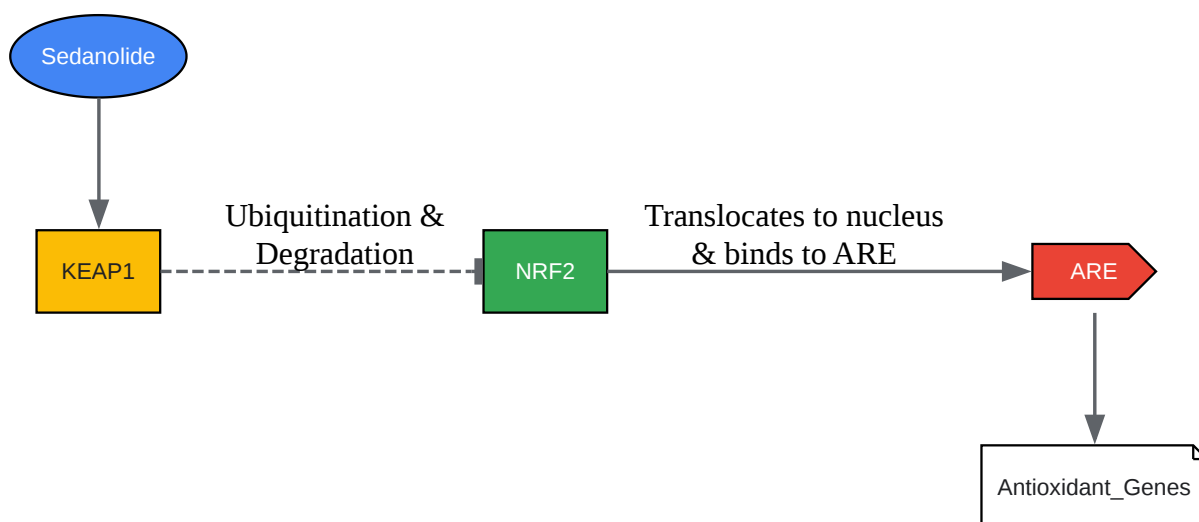 Sedanolide
Ubiquitination &
Degradation
Translocates to nucleus
& binds to ARE
KEAP1
NRF2
ARE
Antioxidant_Genes